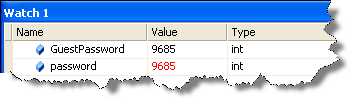 Watch 1
Name Value Type
GuestPassword 9685 int
password 9685 int